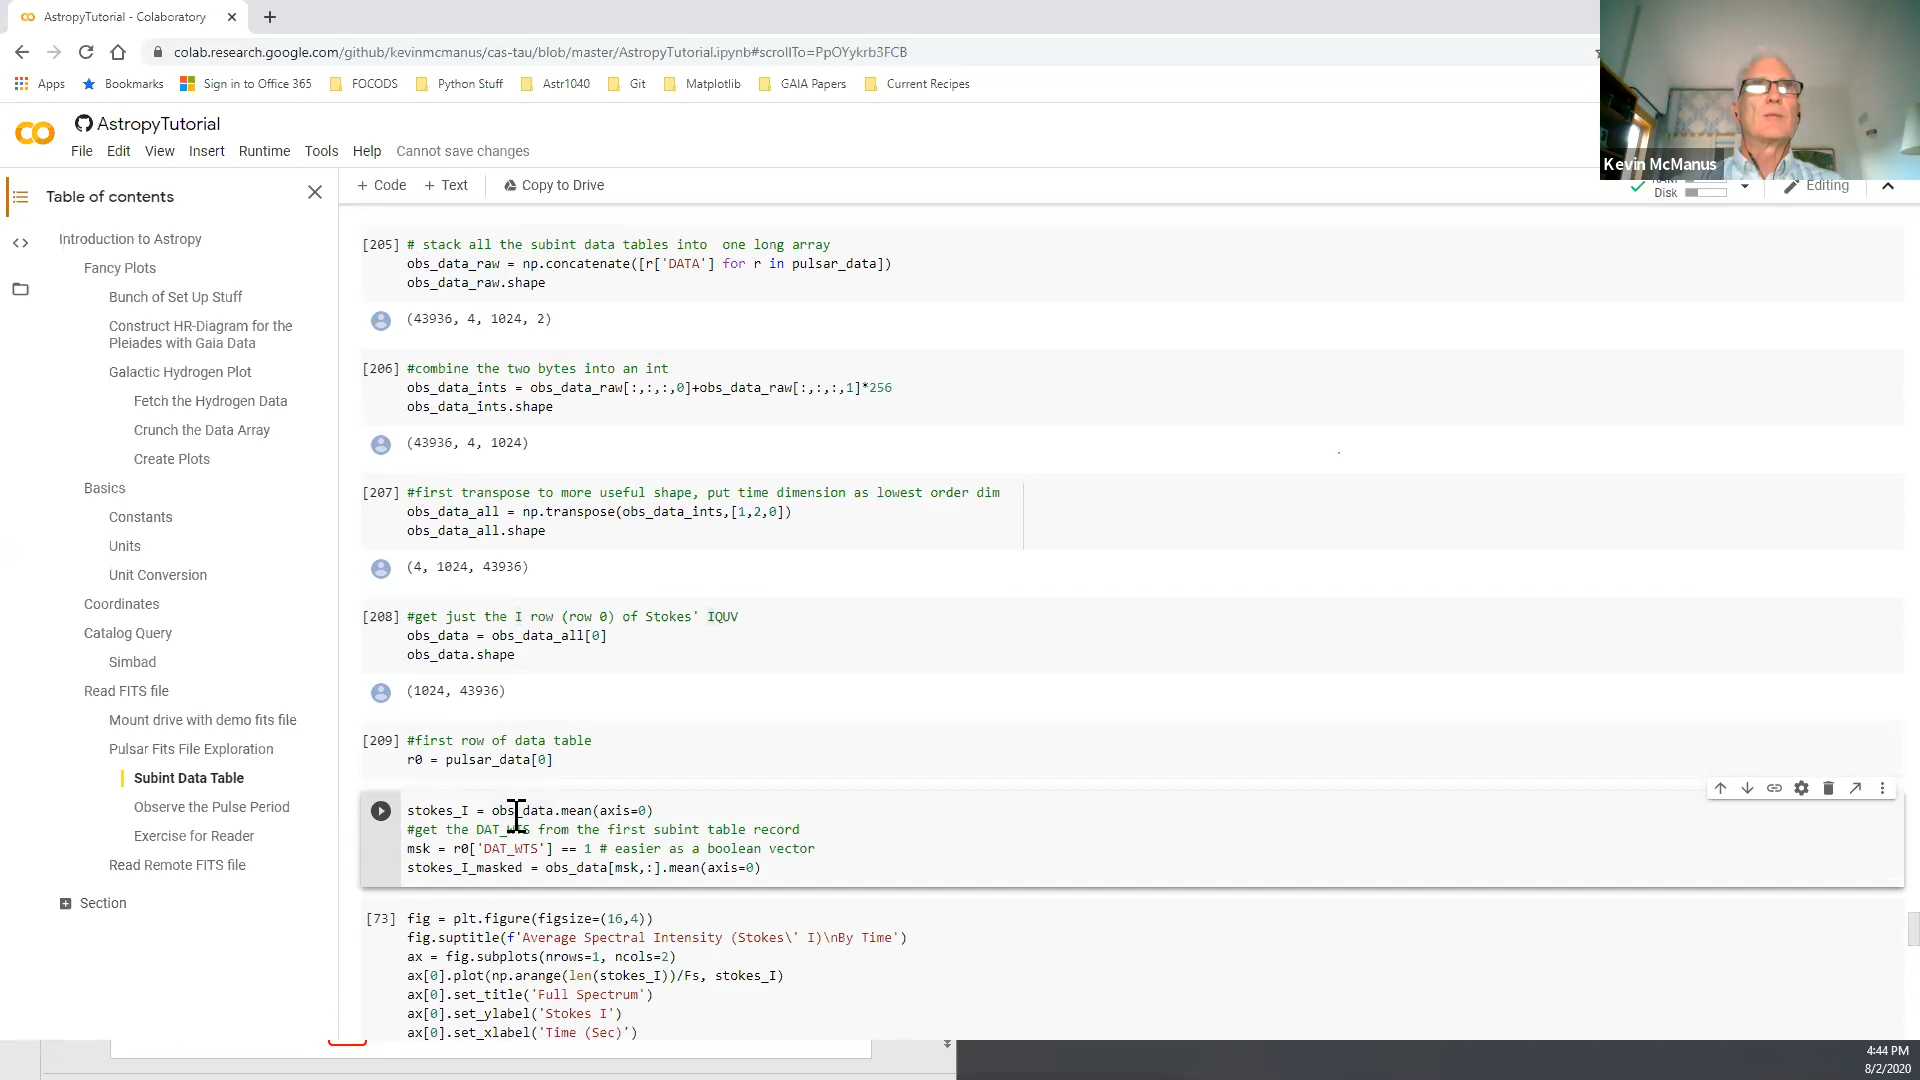 AstropyTutorial - Colaboratory
colab.research.google.com/github/kevinmcmanus/cas-tau/blob/master/AstropyTutorial.ipynb#scrollTo=PpOYykrb3FCB
Apps Bookmarks Sign in to Office 365 FOCODS Python Stuff Astr1040 Git Matplotlib GAIA Papers Current Recipes
Kevin McManus
AstropyTutorial
File Edit View Insert Runtime Tools Help Cannot save changes
+ Code + Text Copy to Drive
Disk
Editing
Table of contents
Introduction to Astropy
Fancy Plots
Bunch of Set Up Stuff
Construct HR-Diagram for the
Pleiades with Gaia Data
Galactic Hydrogen Plot
Fetch the Hydrogen Data
Crunch the Data Array
Create Plots
Basics
Constants
Units
Unit Conversion
Coordinates
Catalog Query
Simbad
Read FITS file
Mount drive with demo fits file
Pulsar Fits File Exploration
Subint Data Table
Observe the Pulse Period
Exercise for Reader
Read Remote FITS file
Section
[205] # stack all the subint data tables into  one long array
obs_data_raw = np.concatenate([r['DATA'] for r in pulsar_data])
obs_data_raw.shape
(43936, 4, 1024, 2)
[206] #combine the two bytes into an int
obs_data_ints = obs_data_raw[:,:,:,0]+obs_data_raw[:,:,:,1]*256
obs_data_ints.shape
(43936, 4, 1024)
[207] #first transpose to more useful shape, put time dimension as lowest order dim
obs_data_all = np.transpose(obs_data_ints,[1,2,0])
obs_data_all.shape
(4, 1024, 43936)
[208] #get just the I row (row 0) of Stokes' IQUV
obs_data = obs_data_all[0]
obs_data.shape
(1024, 43936)
[209] #first row of data table
r0 = pulsar_data[0]
stokes_I = obs_data.mean(axis=0)
#get the DAT_WTS from the first subint table record
msk = r0['DAT_WTS'] == 1 # easier as a boolean vector
stokes_I_masked = obs_data[msk,:].mean(axis=0)
[73] fig = plt.figure(figsize=(16,4))
fig.suptitle(f'Average Spectral Intensity (Stokes\' I)\nBy Time')
ax = fig.subplots(nrows=1, ncols=2)
ax[0].plot(np.arange(len(stokes_I))/Fs, stokes_I)
ax[0].set_title('Full Spectrum')
ax[0].set_ylabel('Stokes I')
ax[0].set_xlabel('Time (Sec)')
4:44 PM
8/2/2020